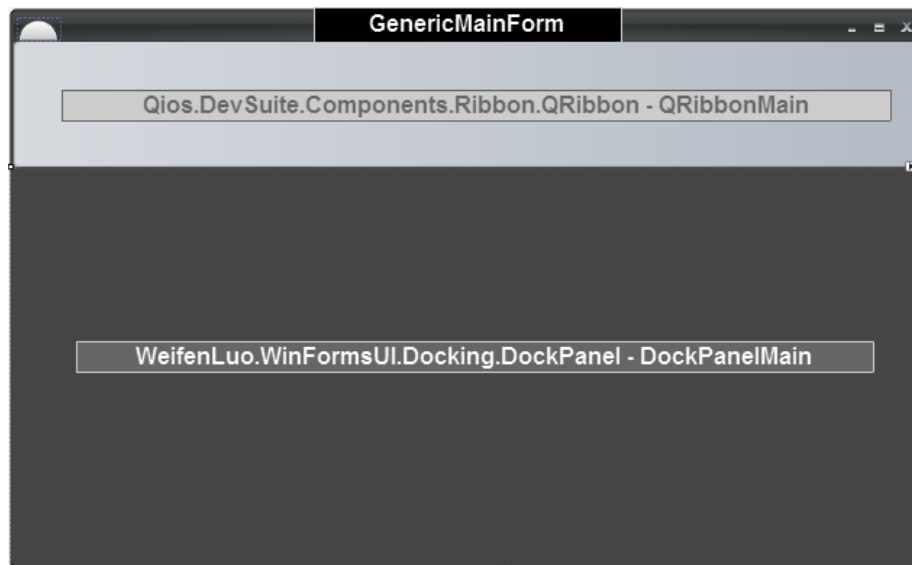 GenericMainForm
Qios.DevSuite.Components.Ribbon.QRibbon - QRibbonMain
WeifenLuo.WinFormsUI.Docking.DockPanel - DockPanelMain